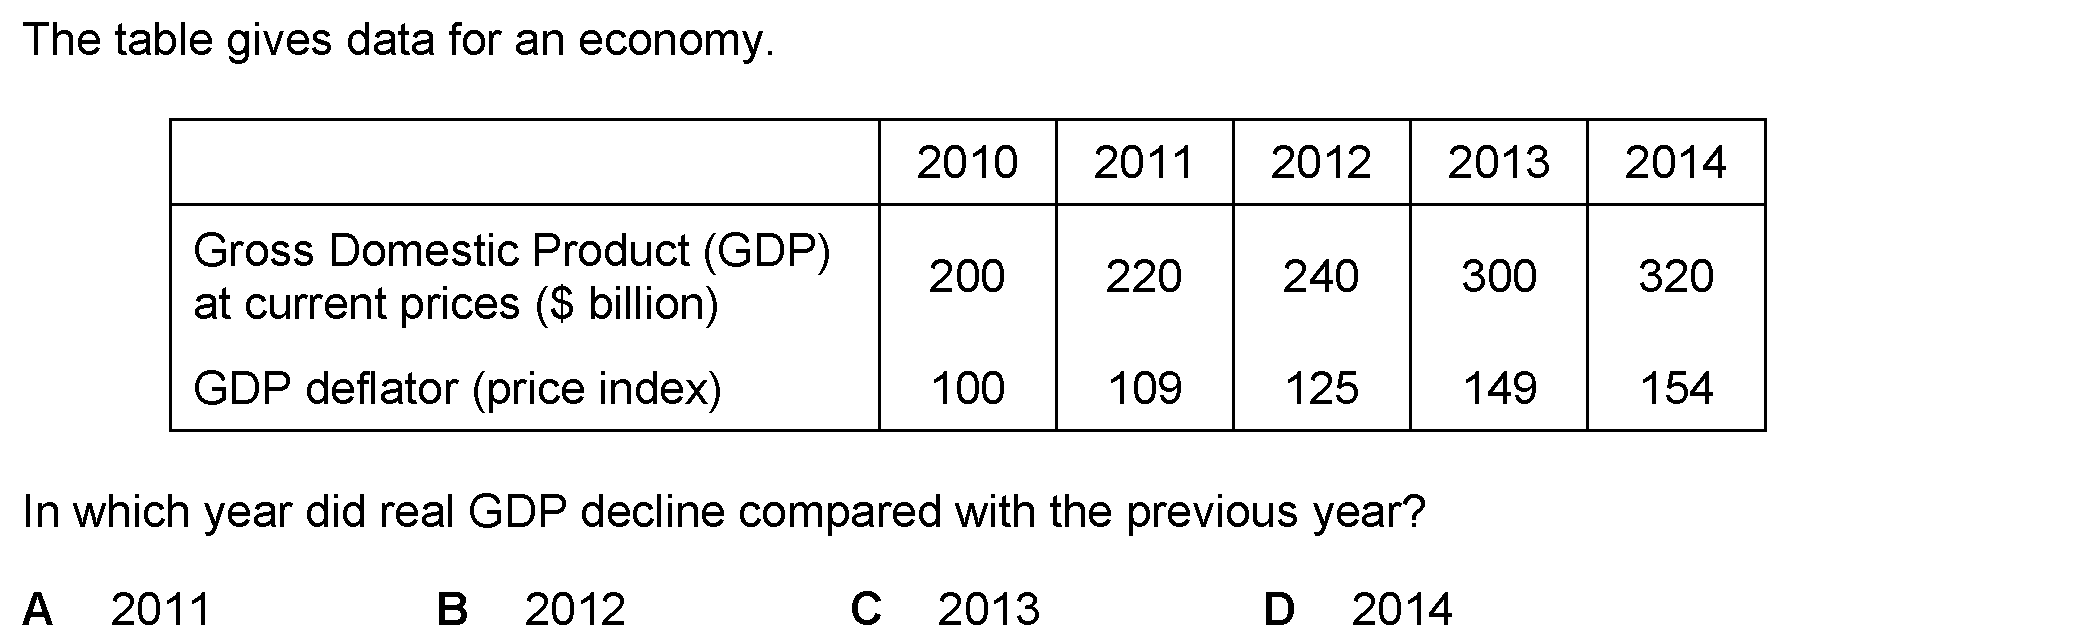 The table gives data for an economy.
2010 2011 2012 2013 2014
Gross Domestic Product (GDP)
at current prices ($ billion) 200 220 240 300 320
GDP deflator (price index) 100 109 125 149 154
In which year did real GDP decline compared with the previous year?
A 2011 B 2012 C 2013 D 2014